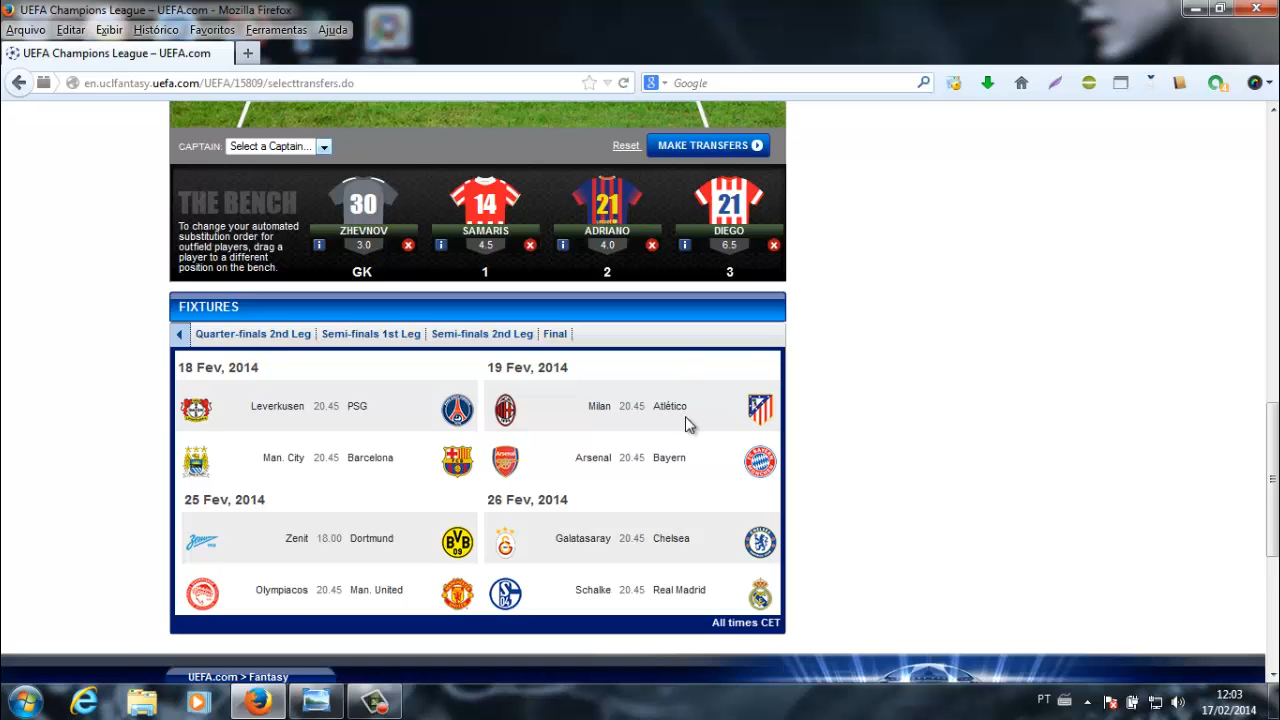 UEFA Champions League – UEFA.com - Mozilla Firefox
Arquivo Editar Exibir Histórico Favoritos Ferramentas Ajuda
UEFA Champions League – UEFA.com
en.uclfantasy.uefa.com/UEFA/15809/selecttransfers.do
Google
CAPTAIN: Select a Captain... Reset MAKE TRANSFERS
THE BENCH
To change your automated
substitution order for
outfield players, drag a
player to a different
position on the bench.
30 14 21 21
ZHEVNOV SAMARIS ADRIANO DIEGO
3.0 4.5 4.0 6.5
GK 1 2 3
FIXTURES
Quarter-finals 2nd Leg Semi-finals 1st Leg Semi-finals 2nd Leg Final
18 Fev, 2014 19 Fev, 2014
Leverkusen 20.45 PSG Milan 20.45 Atlético
Man. City 20.45 Barcelona Arsenal 20.45 Bayern
25 Fev, 2014 26 Fev, 2014
Zenit 18.00 Dortmund Galatasaray 20.45 Chelsea
Olympiacos 20.45 Man. United Schalke 20.45 Real Madrid
All times CET
UEFA.com > Fantasy
PT 12:03
17/02/2014